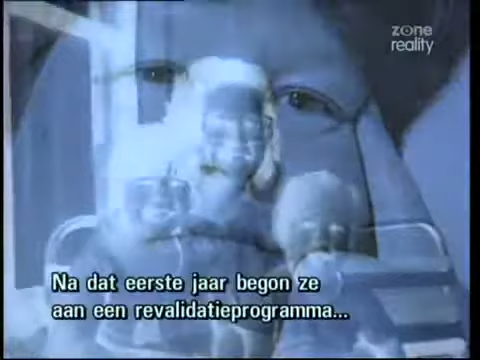 zone
reality
Na dat eerste jaar begon ze
aan een revalidatieprogramma...